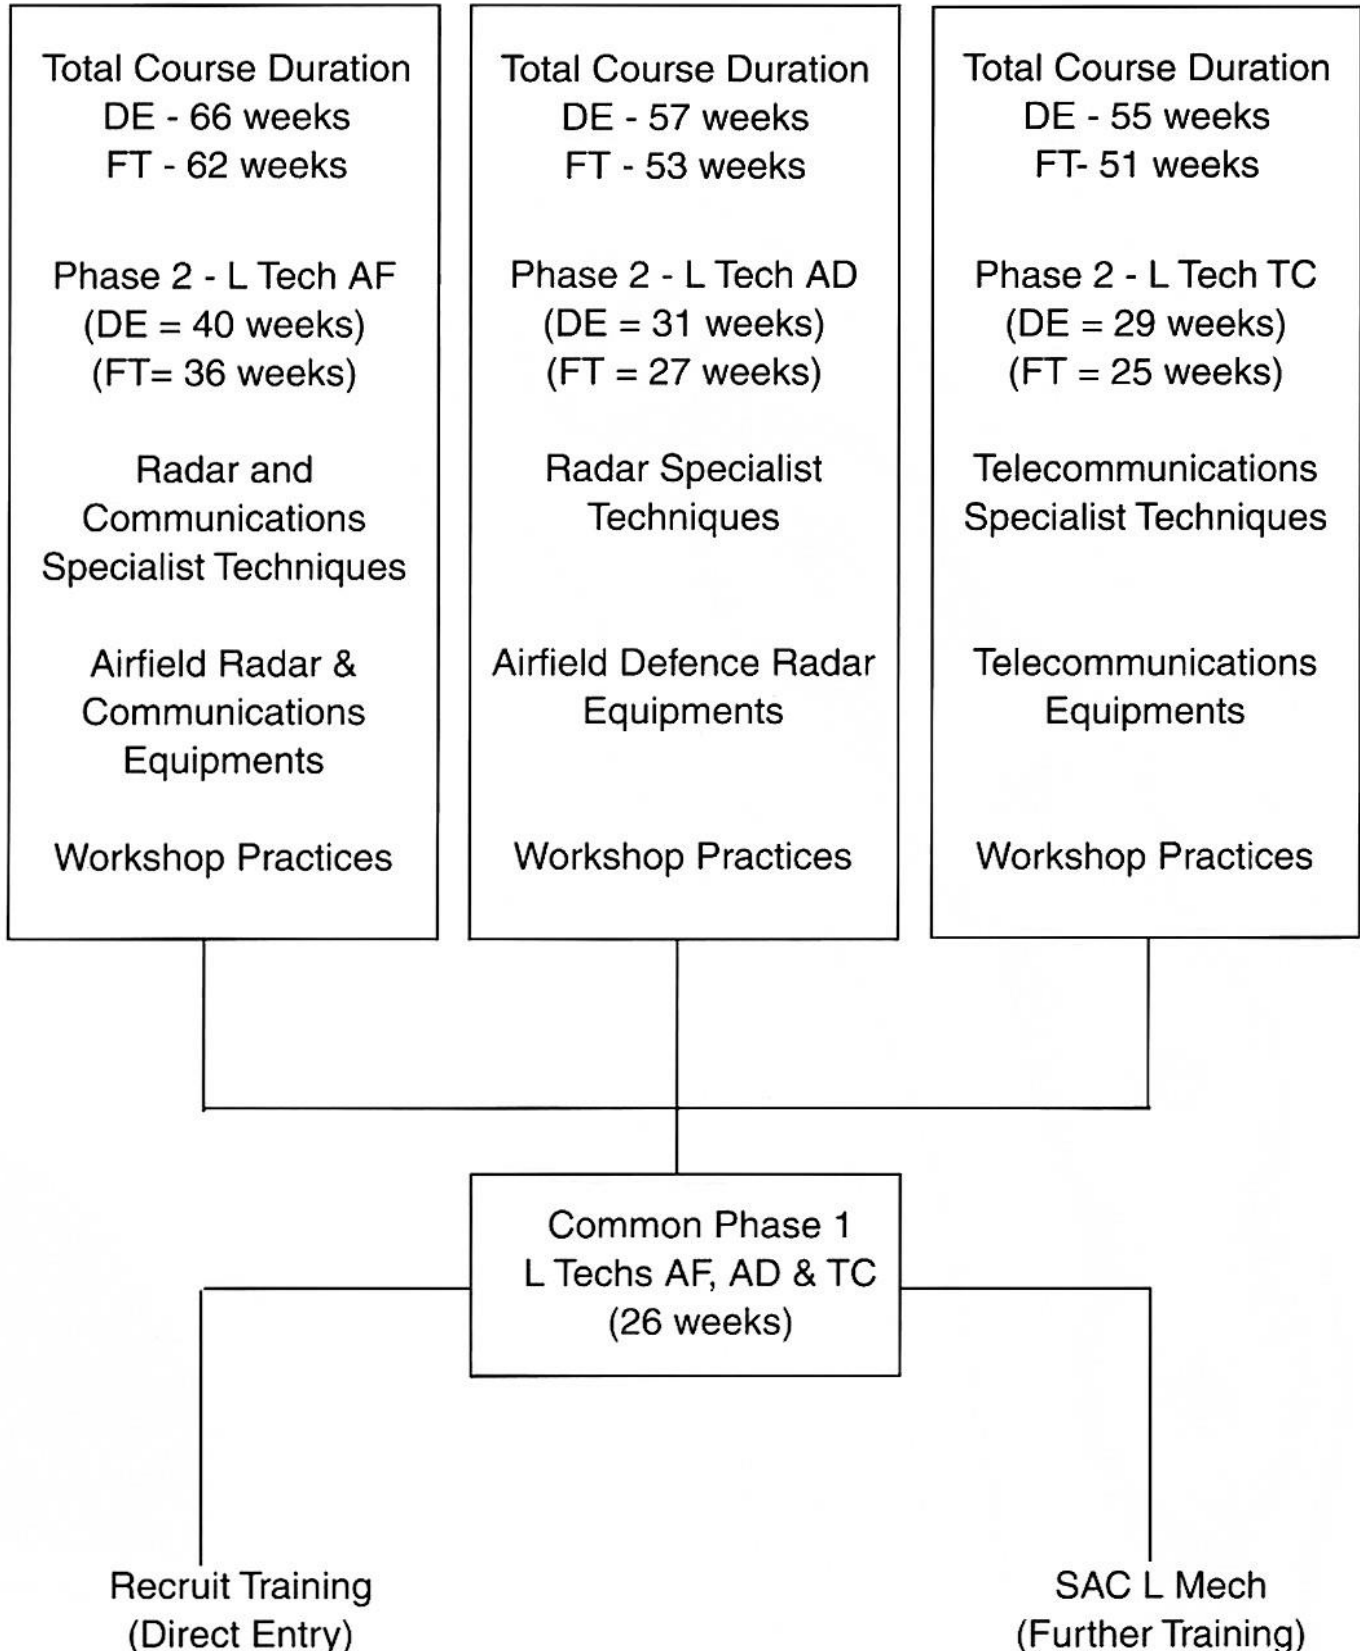 Total Course Duration
DE - 66 weeks
FT - 62 weeks
Phase 2 - L Tech AF
(DE = 40 weeks)
(FT= 36 weeks)
Radar and
Communications
Specialist Techniques
Airfield Radar &
Communications
Equipments
Workshop Practices
Total Course Duration
DE - 57 weeks
FT - 53 weeks
Phase 2 - L Tech AD
(DE = 31 weeks)
(FT = 27 weeks)
Radar Specialist
Techniques
Airfield Defence Radar
Equipments
Workshop Practices
Total Course Duration
DE - 55 weeks
FT- 51 weeks
Phase 2 - L Tech TC
(DE = 29 weeks)
(FT = 25 weeks)
Telecommunications
Specialist Techniques
Telecommunications
Equipments
Workshop Practices
Common Phase 1
L Techs AF, AD & TC
(26 weeks)
Recruit Training
(Direct Entry)
SAC L Mech
(Further Training)